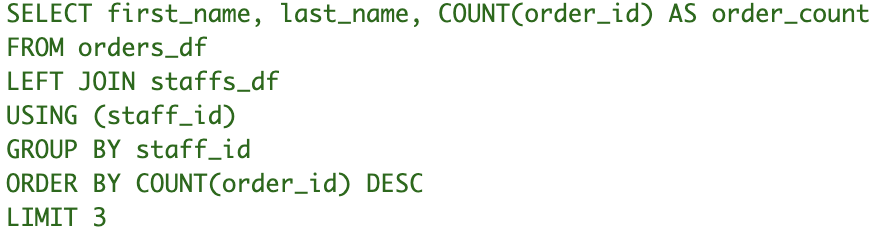 SELECT first_name, last_name, COUNT(order_id) AS order_count
FROM orders_df
LEFT JOIN staffs_df
USING (staff_id)
GROUP BY staff_id
ORDER BY COUNT(order_id) DESC
LIMIT 3